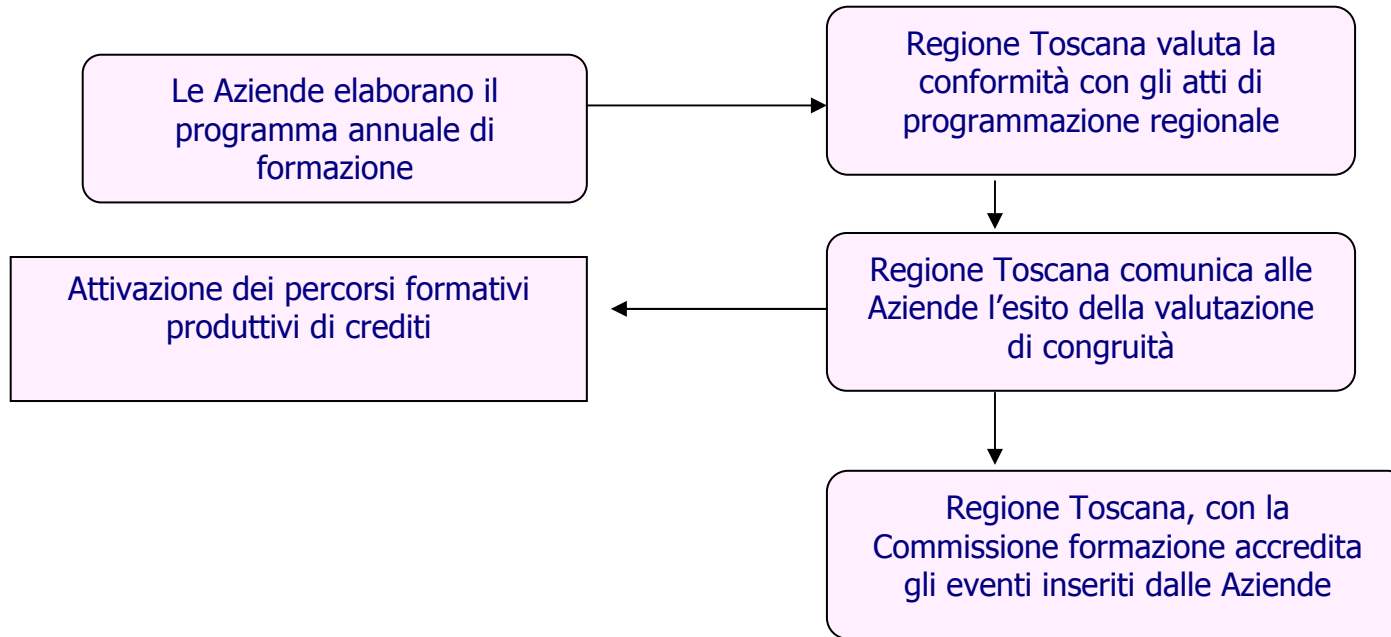 Le Aziende elaborano il
programma annuale di
formazione
Regione Toscana valuta la
conformità con gli atti di
programmazione regionale
Regione Toscana comunica alle
Aziende l’esito della valutazione
di congruità
Attivazione dei percorsi formativi
produttivi di crediti
Regione Toscana, con la
Commissione formazione accredita
gli eventi inseriti dalle Aziende